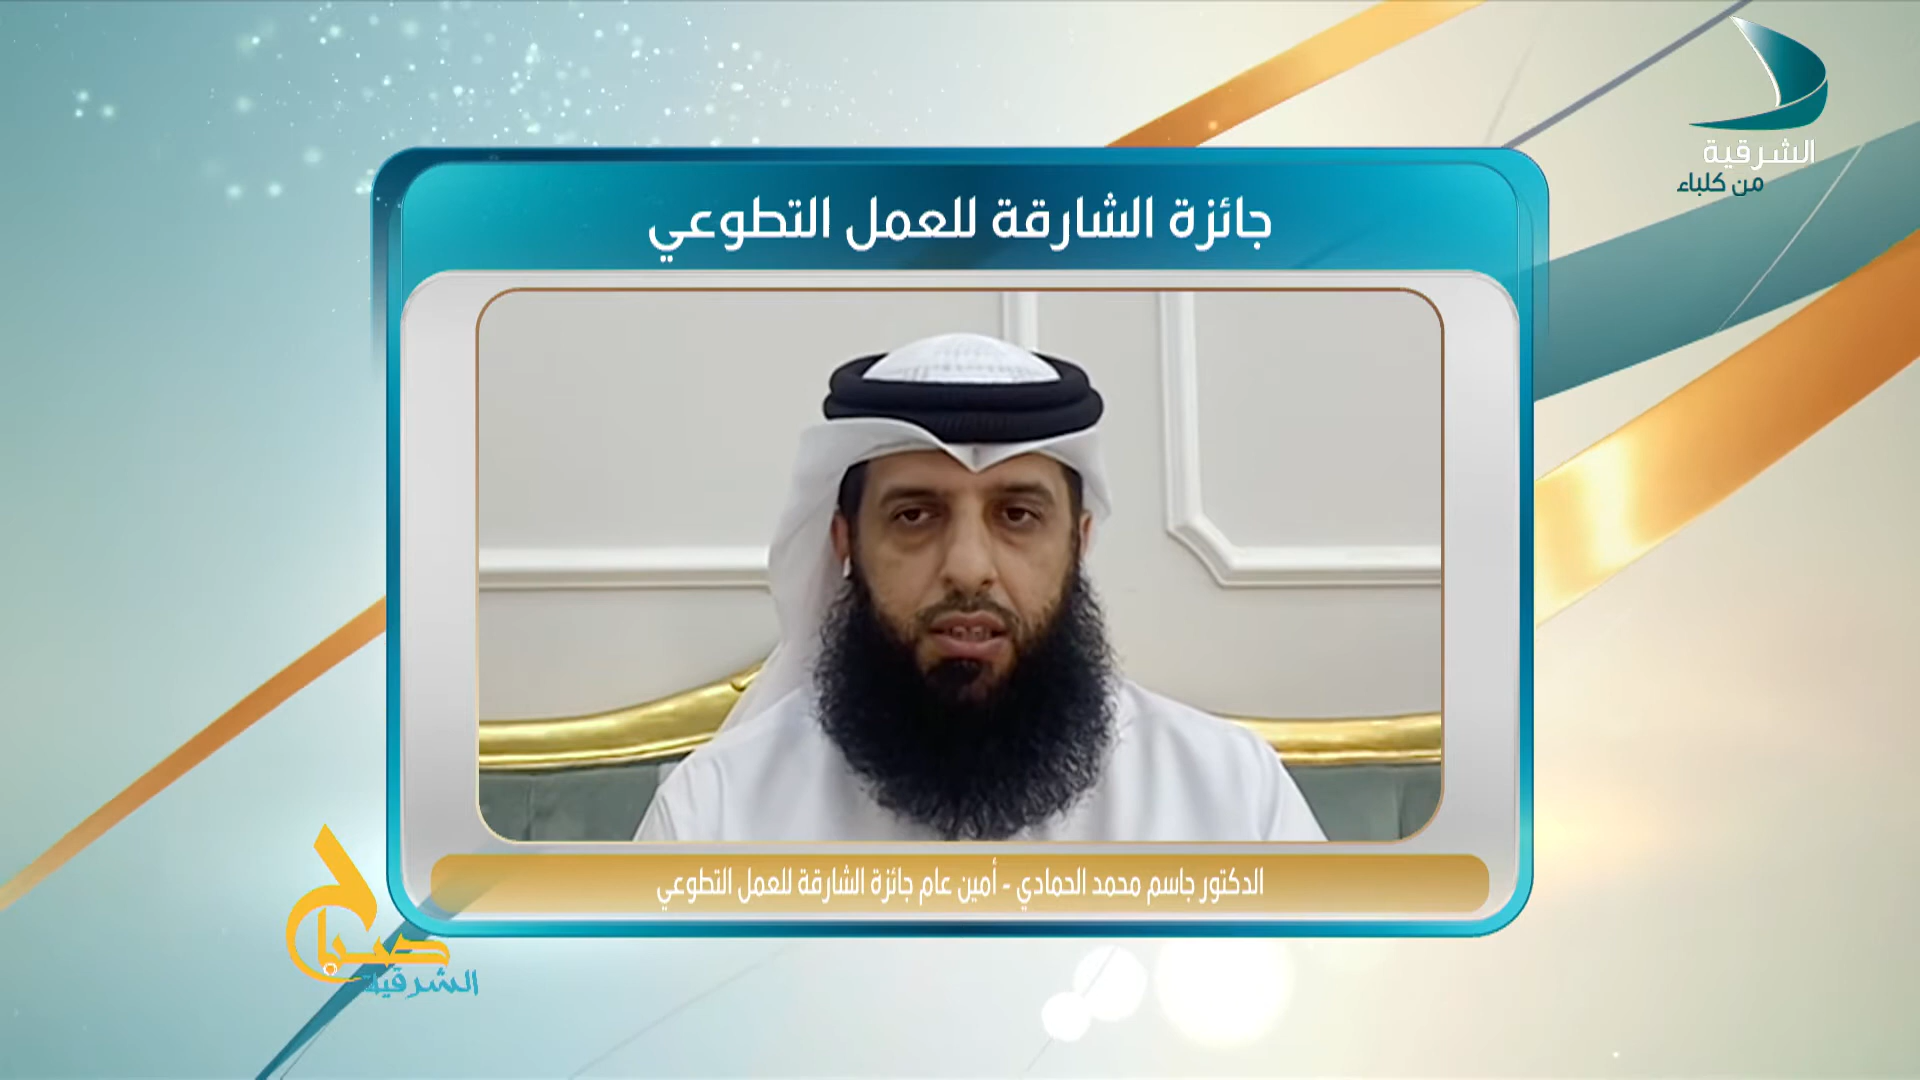 الشرقية
من كلباء
جائزة الشارقة للعمل التطوعي
الدكتور جاسم محمد الحمادي - أمين عام جائزة الشارقة للعمل التطوعي
صباح
الشرقية